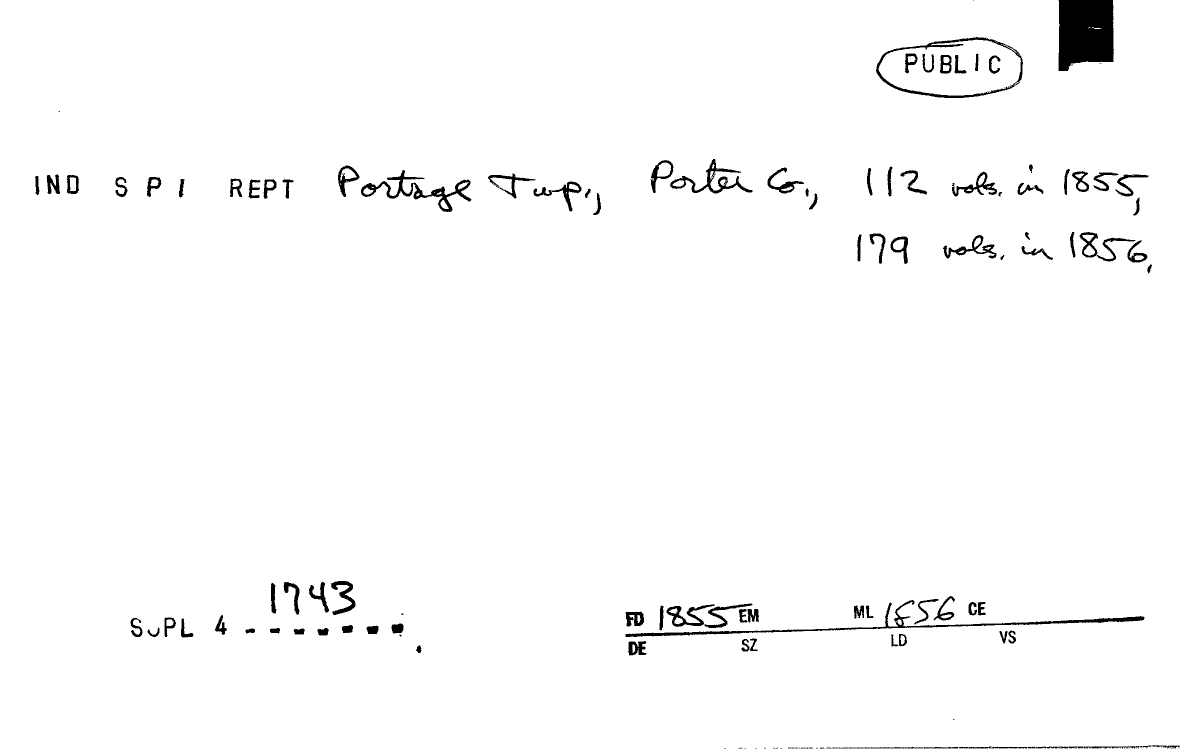 PUBLIC
IND S P I REPT Portage Twp., Porter Co., 112 vols. in 1855,
179 vols. in 1856,
1743
SUPL 4 - - - - - - - .
FD 1855 EM ML 1856 CE
DE SZ LD VS